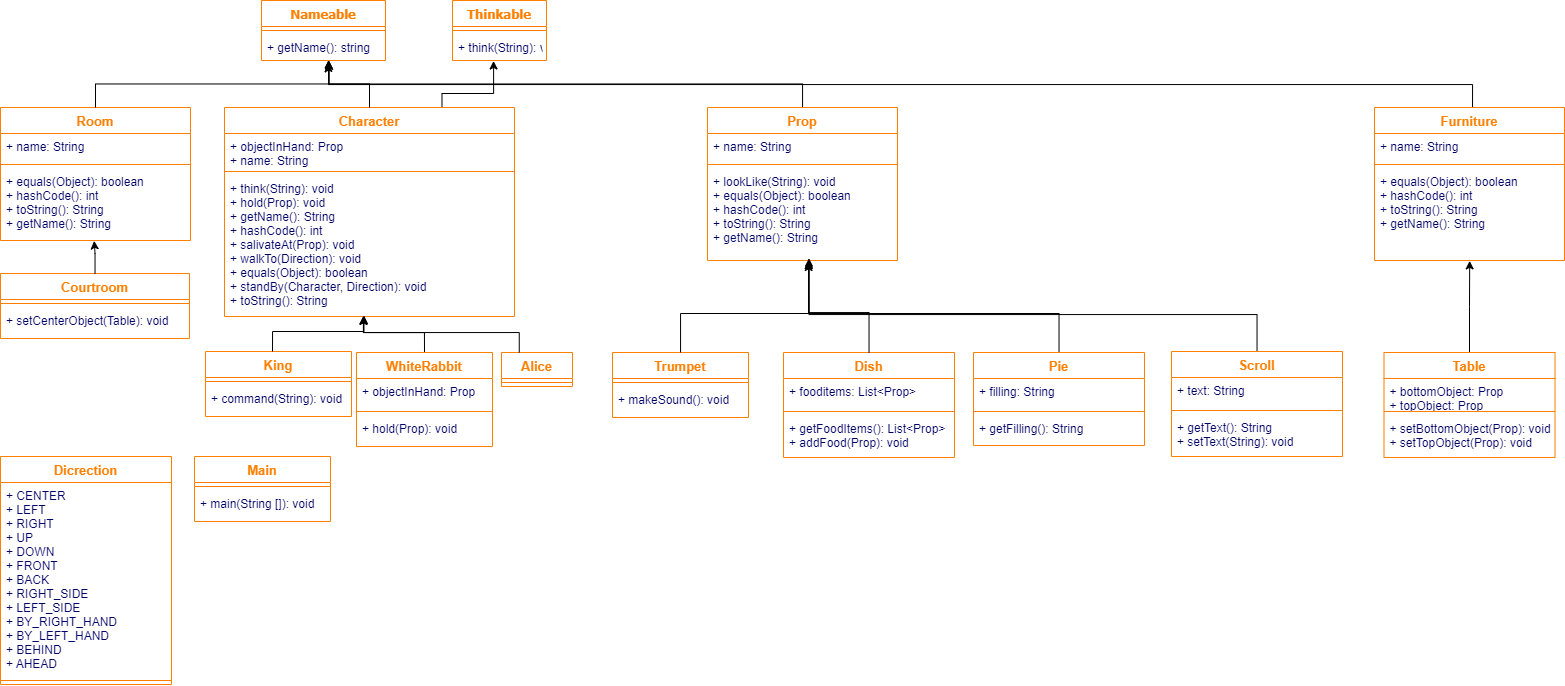 Nameable
+ getName(): string
Thinkable
+ think(String):
Room
+ name: String
+ equals(Object): boolean
+ hashCode(): int
+ toString(): String
+ getName(): String
Character
+ objectInHand: Prop
+ name: String
+ think(String): void
+ hold(Prop): void
+ getName(): String
+ hashCode(): int
+ salivateAt(Prop): void
+ walkTo(Direction): void
+ equals(Object): boolean
+ standBy(Character, Direction): void
+ toString(): String
Prop
+ name: String
+ lookLike(String): void
+ equals(Object): boolean
+ hashCode(): int
+ toString(): String
+ getName(): String
Furniture
+ name: String
+ equals(Object): boolean
+ hashCode(): int
+ toString(): String
+ getName(): String
Courtroom
+ setCenterObject(Table): void
King
+ command(String): void
WhiteRabbit
+ objectInHand: Prop
+ hold(Prop): void
Alice
Trumpet
+ makeSound(): void
Dish
+ fooditems: List<Prop>
+ getFoodItems(): List<Prop>
+ addFood(Prop): void
Pie
+ filling: String
+ getFilling(): String
Scroll
+ text: String
+ getText(): String
+ setText(String): void
Table
+ bottomObject: Prop
+ topObject: Prop
+ setBottomObject(Prop): void
+ setTopObject(Prop): void
Dicrection
+ CENTER
+ LEFT
+ RIGHT
+ UP
+ DOWN
+ FRONT
+ BACK
+ RIGHT_SIDE
+ LEFT_SIDE
+ BY_RIGHT_HAND
+ BY_LEFT_HAND
+ BEHIND
+ AHEAD
Main
+ main(String []): void